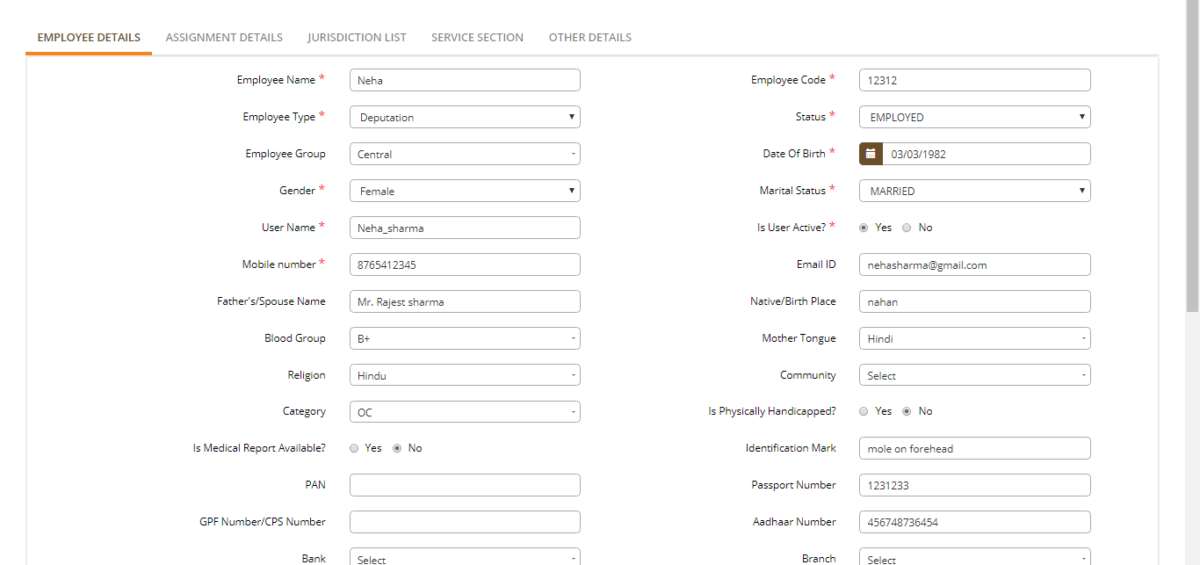 EMPLOYEE DETAILS ASSIGNMENT DETAILS JURISDICTION LIST SERVICE SECTION OTHER DETAILS
Employee Name * Neha Employee Code * 12312
Employee Type * Deputation Status * EMPLOYED
Employee Group Central Date Of Birth * 03/03/1982
Gender * Female Marital Status * MARRIED
User Name * Neha_sharma Is User Active? * Yes No
Mobile number * 8765412345 Email ID nehasharma@gmail.com
Father's/Spouse Name Mr. Rajest sharma Native/Birth Place nahan
Blood Group B+ Mother Tongue Hindi
Religion Hindu Community Select
Category OC Is Physically Handicapped? Yes No
Is Medical Report Available? Yes No Identification Mark mole on forehead
PAN Passport Number 1231233
GPF Number/CPS Number Aadhaar Number 456748736454
Bank Select Branch Select